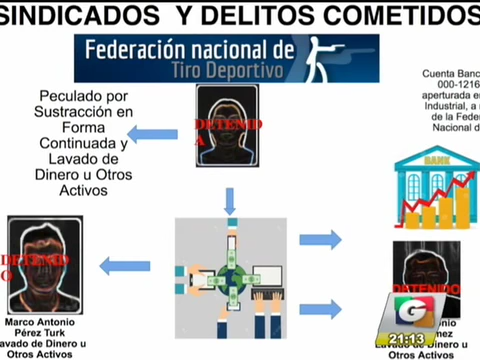 SINDICADOS Y DELITOS COMETIDOS
Federación nacional de
Tiro Deportivo
Cuenta Banc
000-1216
aperturada en
Industrial, a
de la Feder
Nacional d
Peculado por
Sustracción en
Forma
Continuada y
Lavado de
Dinero u Otros
Activos
DETENID
A
BANK
DETENID
O
DETENIDO
Marco Antonio
Pérez Turk
Lavado de Dinero u
Otros Activos
onio
mez
Lavado de Dinero u
Otros Activos
G
21:13